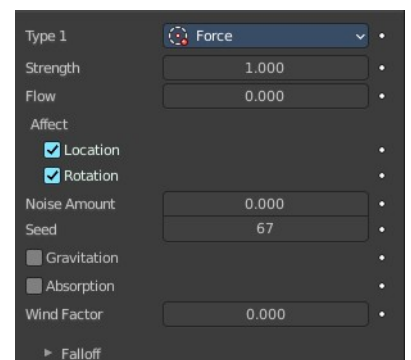 Type 1 Force
Strength 1.000
Flow 0.000
Affect
Location
Rotation
Noise Amount 0.000
Seed 67
Gravitation
Absorption
Wind Factor 0.000
Falloff